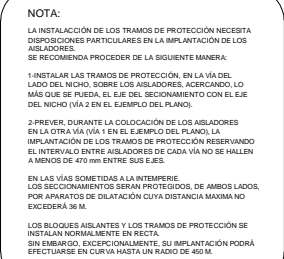 NOTA:
LA INSTALACCIÓN DE LOS TRAMOS DE PROTECCIÓN NECESITA
DISPOSICIONES PARTICULARES EN LA IMPLANTACIÓN DE LOS
AISLADORES.
SE RECOMIENDA PROCEDER DE LA SIGUIENTE MANERA:
1-INSTALAR LAS TRAMOS DE PROTECCIÓN, EN LA VÍA DEL
LADO DEL NICHO, SOBRE LOS AISLADORES, ACERCANDO, LO
MÁS QUE SE PUEDA, EL EJE DEL SECIONAMIENTO CON EL EJE
DEL NICHO (VÍA 2 EN EL EJEMPLO DEL PLANO).
2-PREVER, DURANTE LA COLOCACIÓN DE LOS AISLADORES
EN LA OTRA VÍA (VÍA 1 EN EL EJEMPLO DEL PLANO), LA
IMPLANTACIÓN DE LOS TRAMOS DE PROTECCIÓN RESERVANDO
EL INTERVALO ENTRE AISLADORES DE CADA VÍA NO SE HALLEN
A MENOS DE 470 mm ENTRE SUS EJES.
EN LAS VÍAS SOMETIDAS A LA INTEMPERIE.
LOS SECCIONAMIENTOS SERAN PROTEGIDOS, DE AMBOS LADOS,
POR APARATOS DE DILATACIÓN CUYA DISTANCIA MAXIMA NO
EXCEDERÁ 36 M.
LOS BLOQUES AISLANTES Y LOS TRAMOS DE PROTECCIÓN SE
INSTALAN NORMALMENTE EN RECTA.
SIN EMBARGO, EXCEPCIONALMENTE, SU IMPLANTACIÓN PODRÁ
EFECTUARSE EN CURVA HASTA UN RADIO DE 450 M.